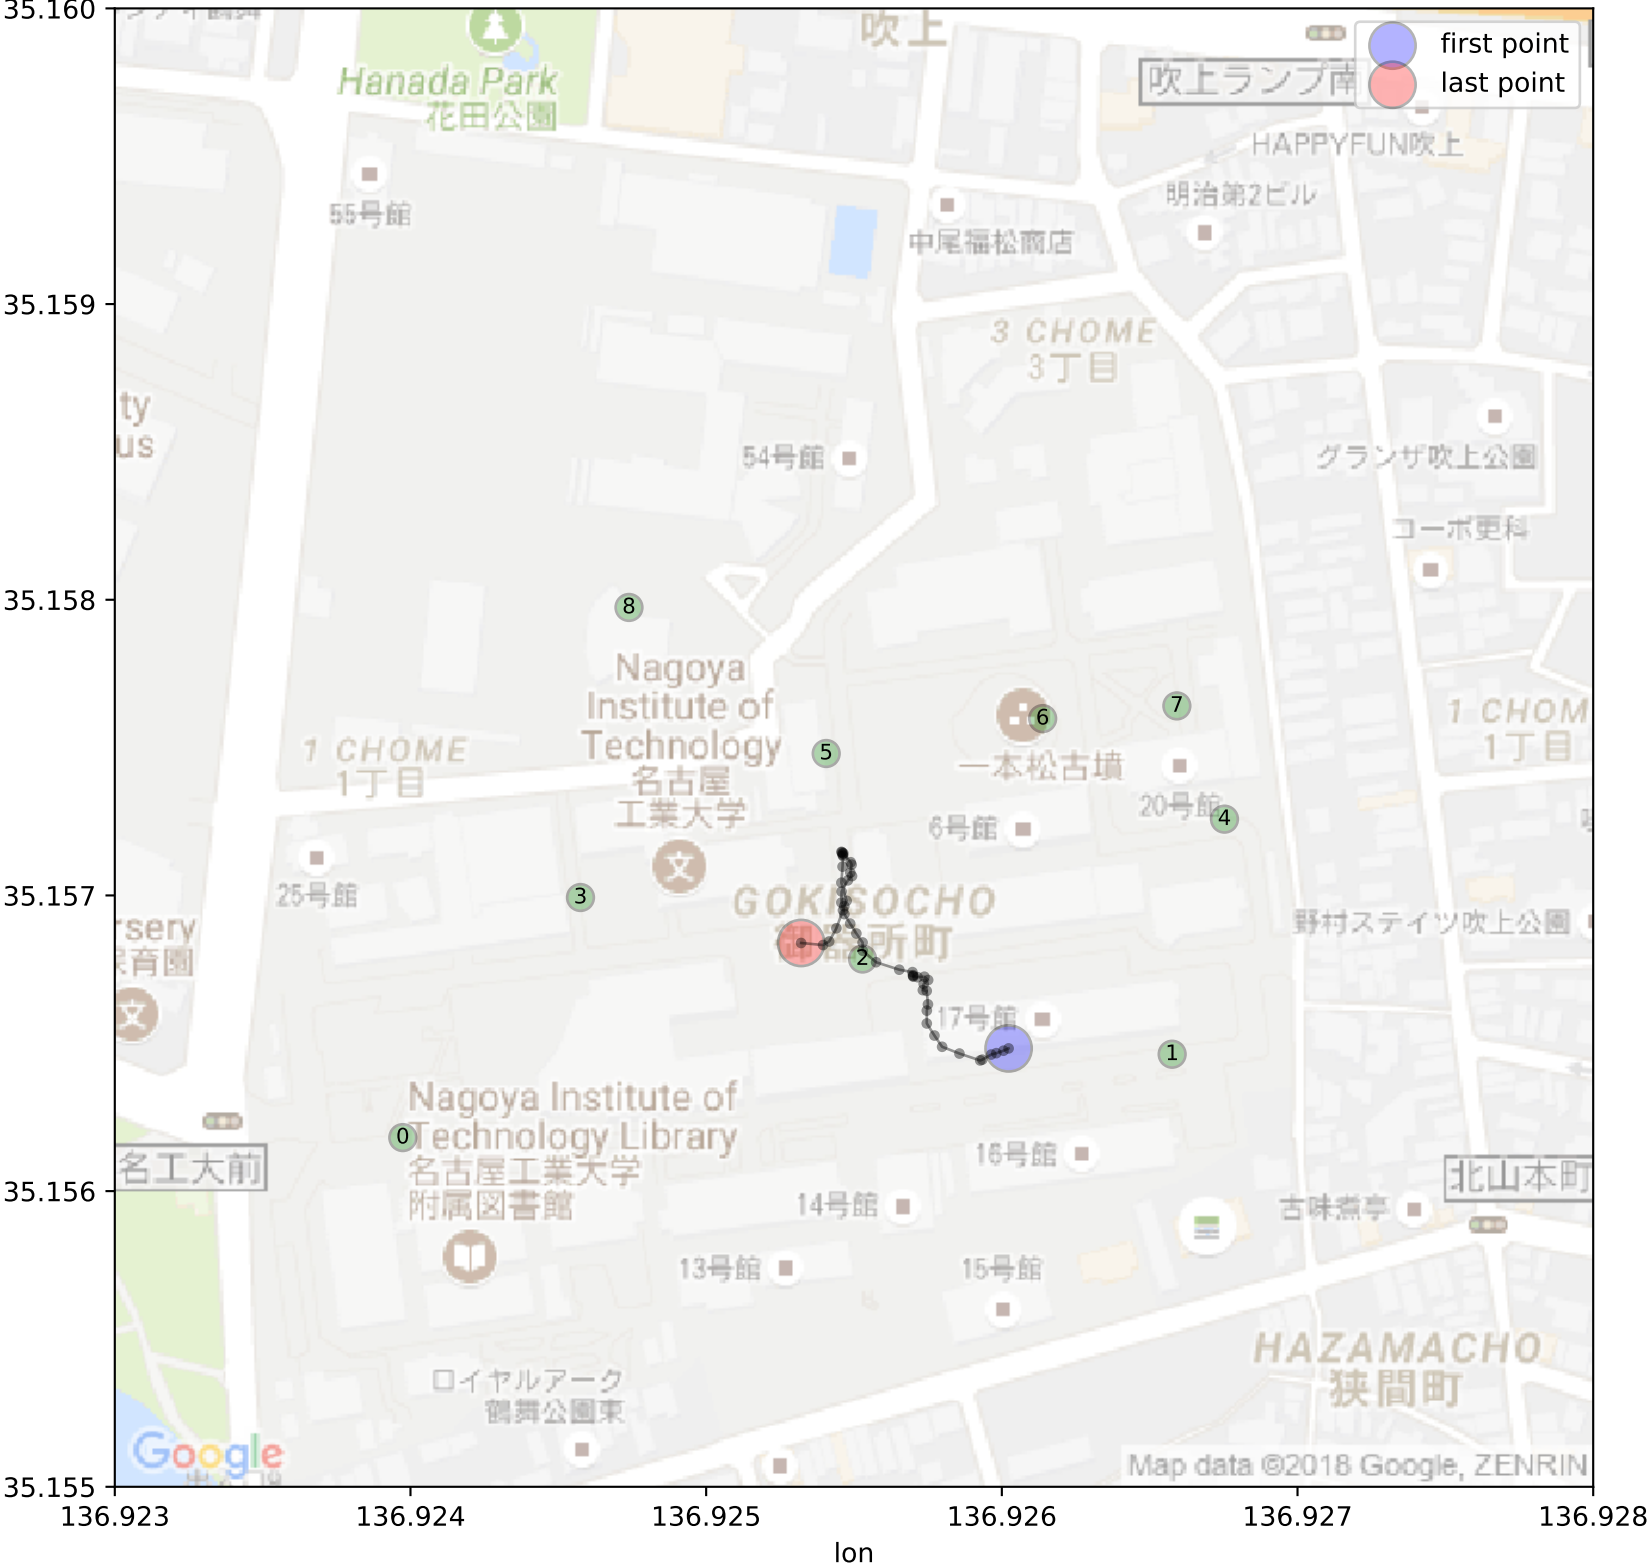 35.160
35.159
35.158
35.157
35.156
35.155
136.923
136.924
136.925
136.926
136.927
136.928
lon
first point
last point
吹上
Hanada Park
花田公園
吹上ランプ南
HAPPYFUN吹上
明治第2ビル
55号館
中尾福松商店
3 CHOME
3丁目
ty
us
54号館
グランザ吹上公園
コーポ更科
8
Nagoya
Institute of
Technology
名古屋
工業大学
7
6
5
一本松古墳
1 CHOME
1丁目
1 CHOM
1丁目
20号館
4
6号館
25号館
3
GOKISOCHO
御器所町
2
野村ステイツ吹上公園
rsery
保育園
17号館
1
Nagoya Institute of
Technology Library
名古屋工業大学
附属図書館
0
名工大前
16号館
北山本町
14号館
古味煮亭
13号館
15号館
HAZAMACHO
狭間町
ロイヤルアーク
鶴舞公園東
Google
Map data ©2018 Google, ZENRIN